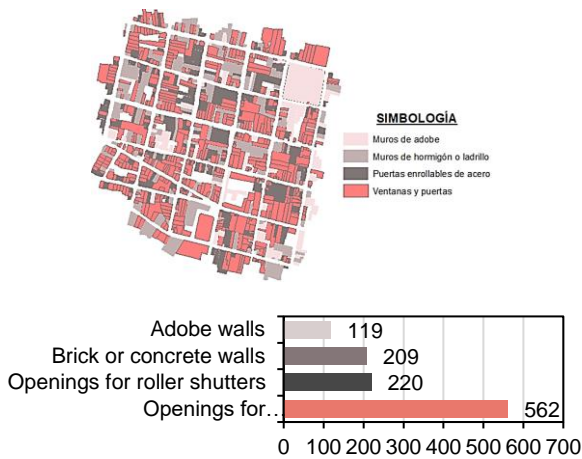 SIMBOLOGÍA
Muros de adobe
Muros de hormigón o ladrillo
Puertas enrollables de acero
Ventanas y puertas
Adobe walls 119
Brick or concrete walls 209
Openings for roller shutters 220
Openings for.. 562
0 100 200 300 400 500 600 700